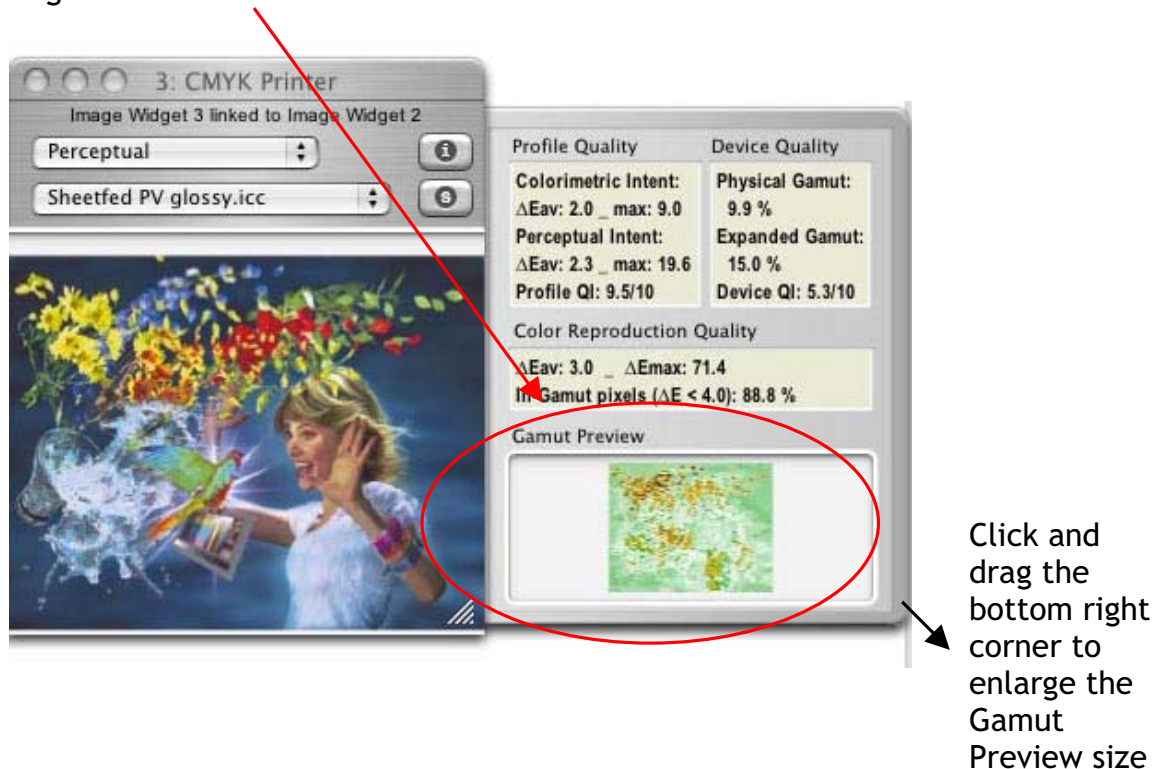 3: CMYK Printer
Image Widget 3 linked to Image Widget 2
Perceptual
Sheetfed PV glossy.icc
Profile Quality
Colorimetric Intent:
ΔEav: 2.0 _ max: 9.0
Perceptual Intent:
ΔEav: 2.3 _ max: 19.6
Profile QI: 9.5/10
Device Quality
Physical Gamut:
9.9 %
Expanded Gamut:
15.0 %
Device QI: 5.3/10
Color Reproduction Quality
ΔEav: 3.0 _ ΔEmax: 71.4
In Gamut pixels (ΔE < 4.0): 88.8 %
Gamut Preview
Click and
drag the
bottom right
corner to
enlarge the
Gamut
Preview size